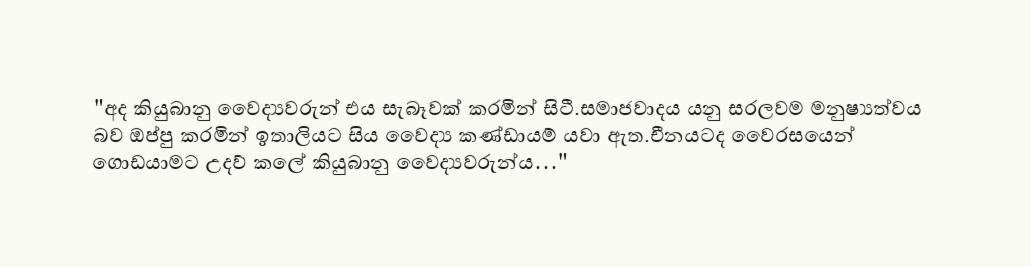 "අද කියුබානු වෛද්‍යවරුන් එය සැබෑවක් කරමින් සිටී.සමාජවාදය යනු සරලවම මනුෂ්‍යත්වය
බව ඔප්පු කරමින් ඉතාලියට සිය වෛද්‍ය කණ්ඩායම් යවා ඇත.චීනයටද වෛරසයෙන්
ගොඩයාමට උදව් කලේ කියුබානු වෛද්‍යවරුන්ය…"